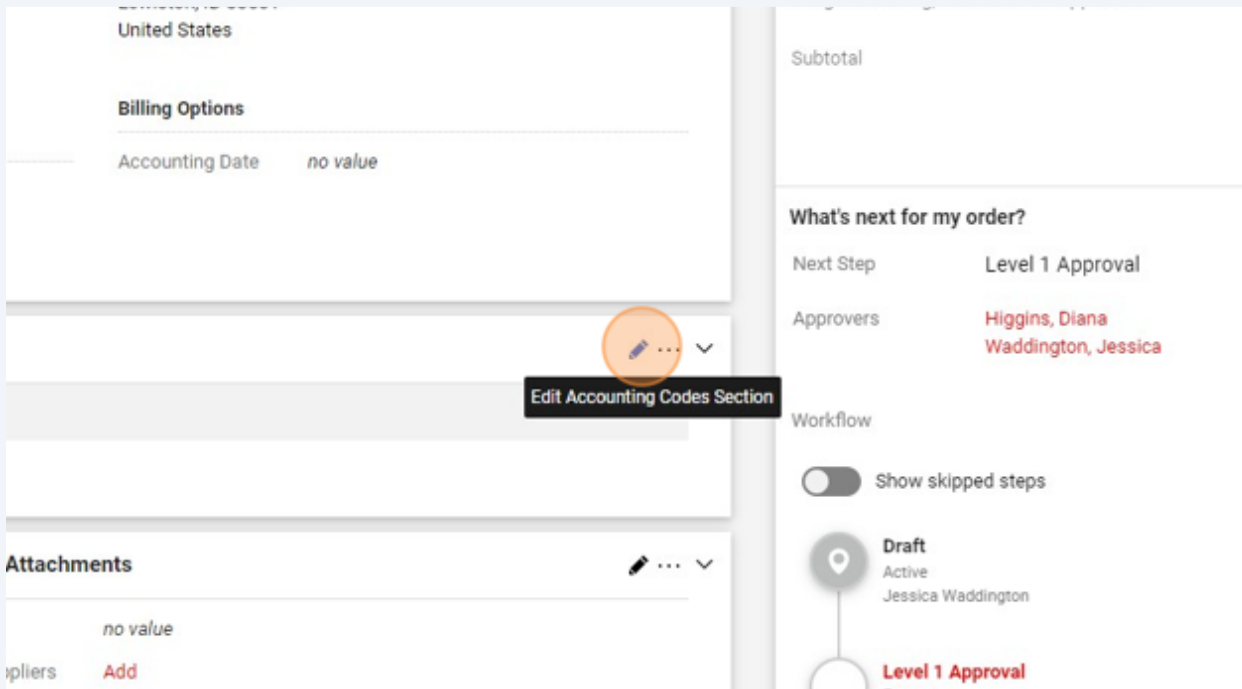 United States
Billing Options
Accounting Date no value
Edit Accounting Codes Section
Attachments
no value
Add
Subtotal
What's next for my order?
Next Step Level 1 Approval
Approvers Higgins, Diana
Waddington, Jessica
Workflow
Show skipped steps
Draft
Active
Jessica Waddington
Level 1 Approval